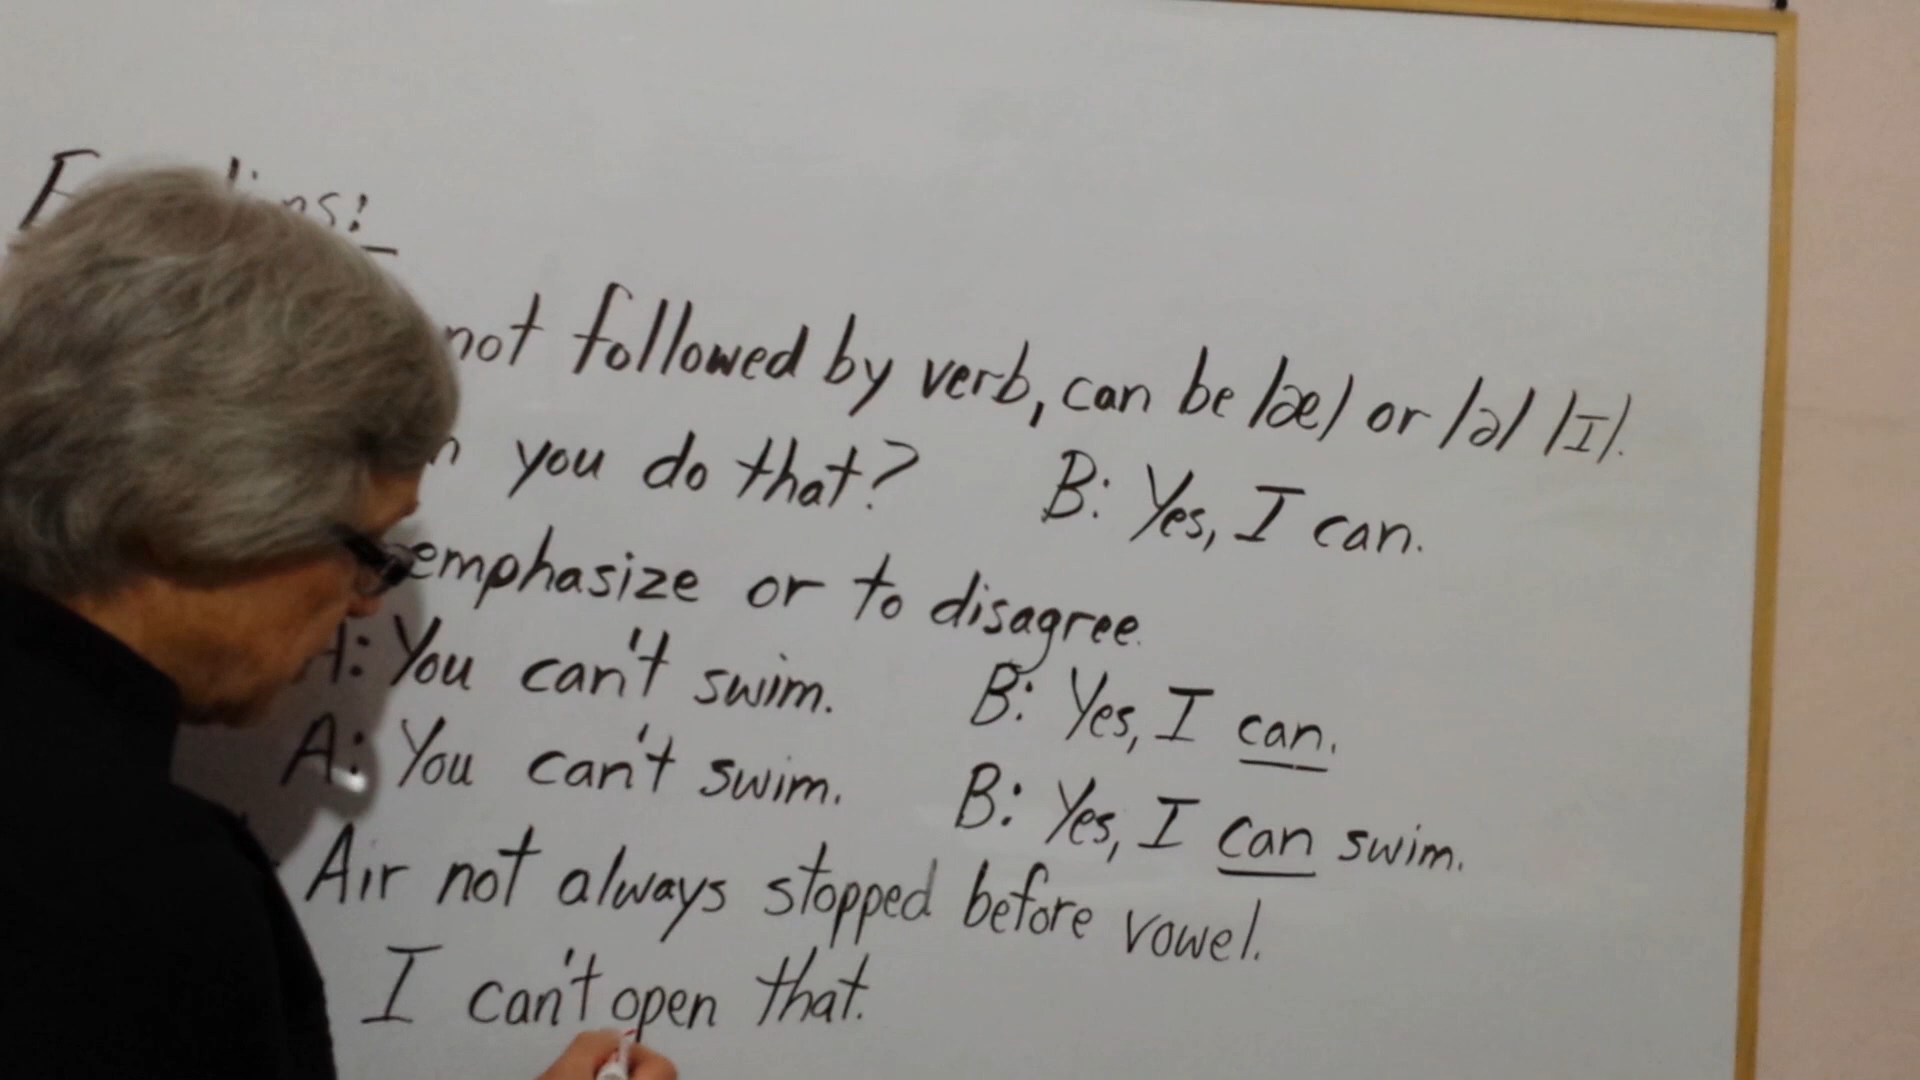 not followed by verb, can be /æ/ or /ə/ /I/.
you do that? B: Yes, I can.
emphasize or to disagree.
A: You can't swim. B: Yes, I can.
A: You can't swim. B: Yes, I can swim.
Air not always stopped before vowel.
I can't open that.